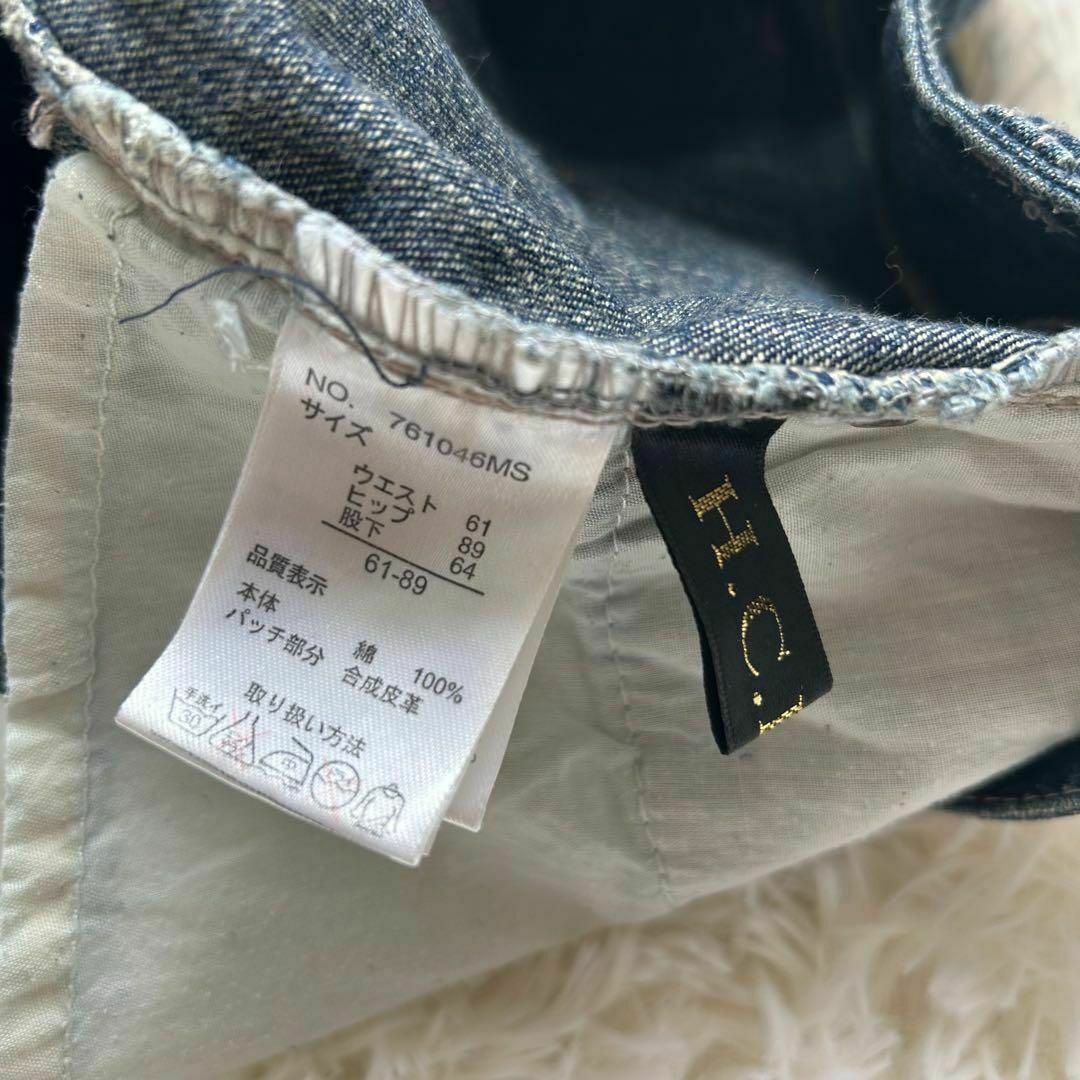 NO. 761046MS
サイズ
ウエスト 61
ヒップ 89
股下 64
61-89
品質表示
本体 綿 100%
パッチ部分 合成皮革
取り扱い方法
手洗イ
30
H.C.